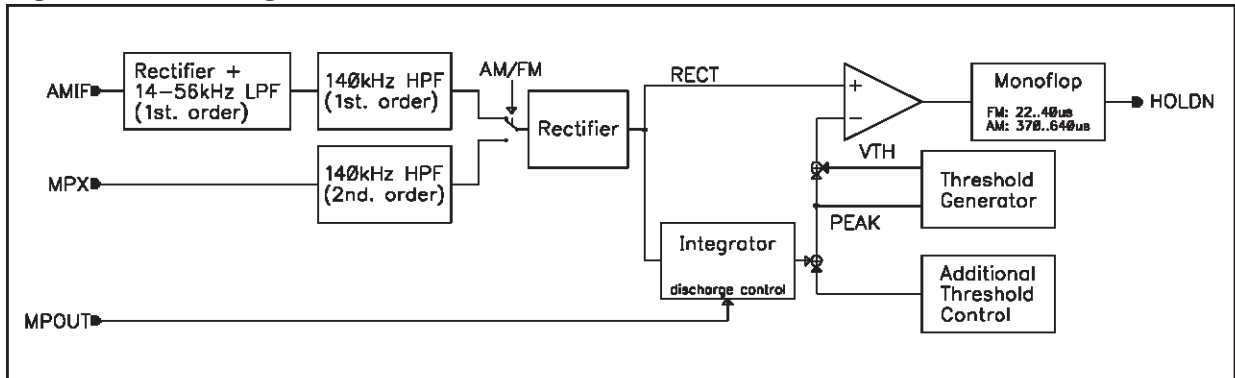 AMIF
Rectifier +
14-56kHz LPF
(1st. order)
140kHz HPF
(1st. order)
AM/FM
Rectifier
RECT
+
−
Monoflop
FM: 22..40us
AM: 370..640us
HOLDN
MPX
140kHz HPF
(2nd. order)
VTH
Threshold
Generator
PEAK
Integrator
discharge control
Additional
Threshold
Control
MPOUT